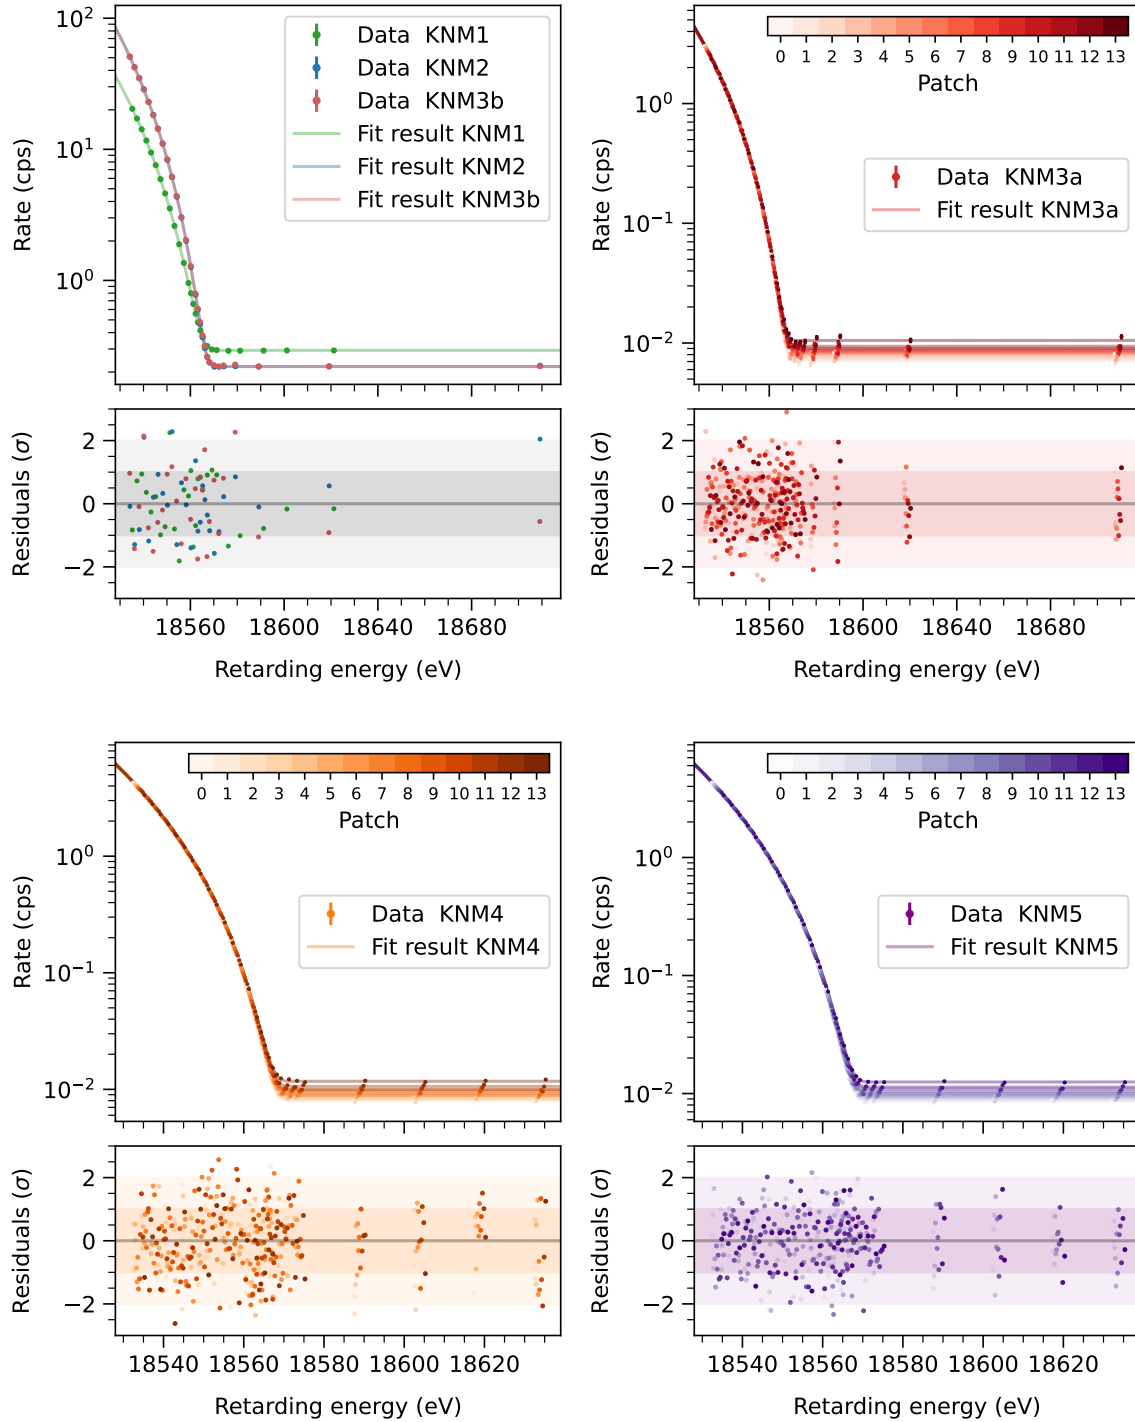 10²
10¹
10⁰
Rate (cps)
Data KNM1
Data KNM2
Data KNM3b
Fit result KNM1
Fit result KNM2
Fit result KNM3b
2
0
−2
Residuals (σ)
18560 18600 18640 18680
Retarding energy (eV)
10⁰
10⁻¹
10⁻²
Rate (cps)
0 1 2 3 4 5 6 7 8 9 10 11 12 13
Patch
Data KNM3a
Fit result KNM3a
2
0
−2
Residuals (σ)
18560 18600 18640 18680
Retarding energy (eV)
10⁰
10⁻¹
10⁻²
Rate (cps)
0 1 2 3 4 5 6 7 8 9 10 11 12 13
Patch
Data KNM4
Fit result KNM4
2
0
−2
Residuals (σ)
18540 18560 18580 18600 18620
Retarding energy (eV)
10⁰
10⁻¹
10⁻²
Rate (cps)
0 1 2 3 4 5 6 7 8 9 10 11 12 13
Patch
Data KNM5
Fit result KNM5
2
0
−2
Residuals (σ)
18540 18560 18580 18600 18620
Retarding energy (eV)